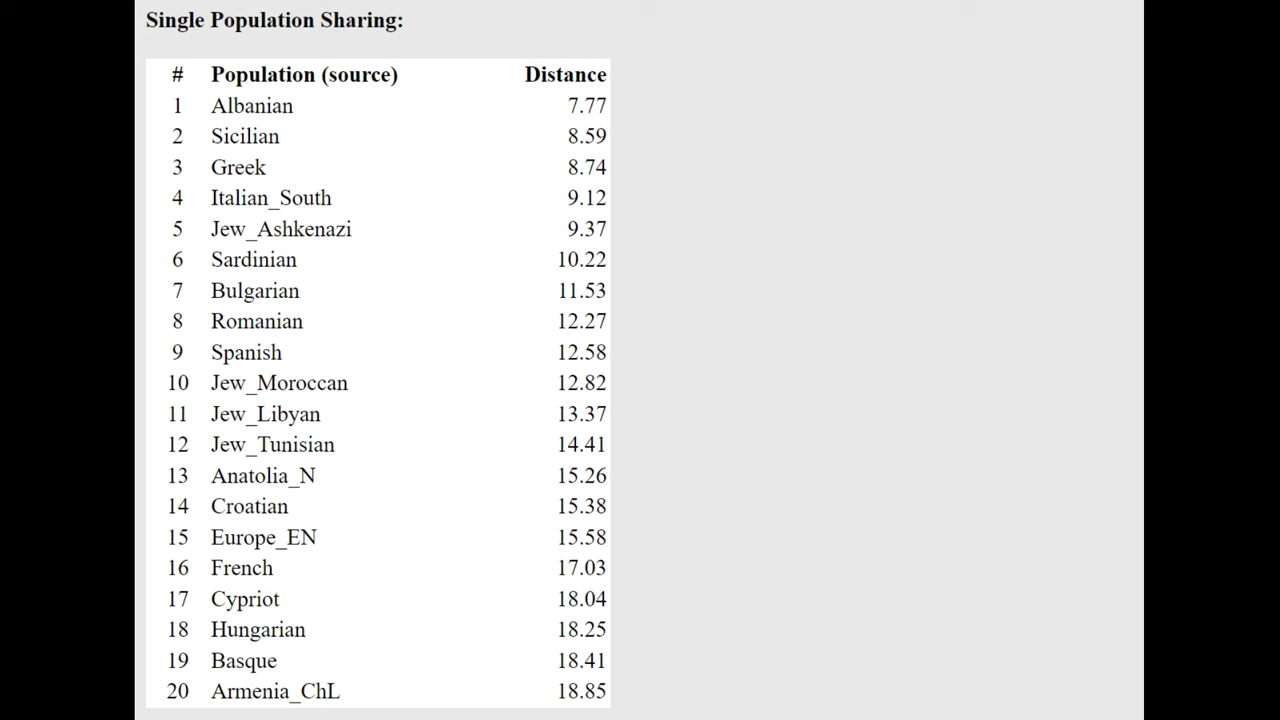 Single Population Sharing:
# Population (source) Distance
1 Albanian 7.77
2 Sicilian 8.59
3 Greek 8.74
4 Italian_South 9.12
5 Jew_Ashkenazi 9.37
6 Sardinian 10.22
7 Bulgarian 11.53
8 Romanian 12.27
9 Spanish 12.58
10 Jew_Moroccan 12.82
11 Jew_Libyan 13.37
12 Jew_Tunisian 14.41
13 Anatolia_N 15.26
14 Croatian 15.38
15 Europe_EN 15.58
16 French 17.03
17 Cypriot 18.04
18 Hungarian 18.25
19 Basque 18.41
20 Armenia_ChL 18.85